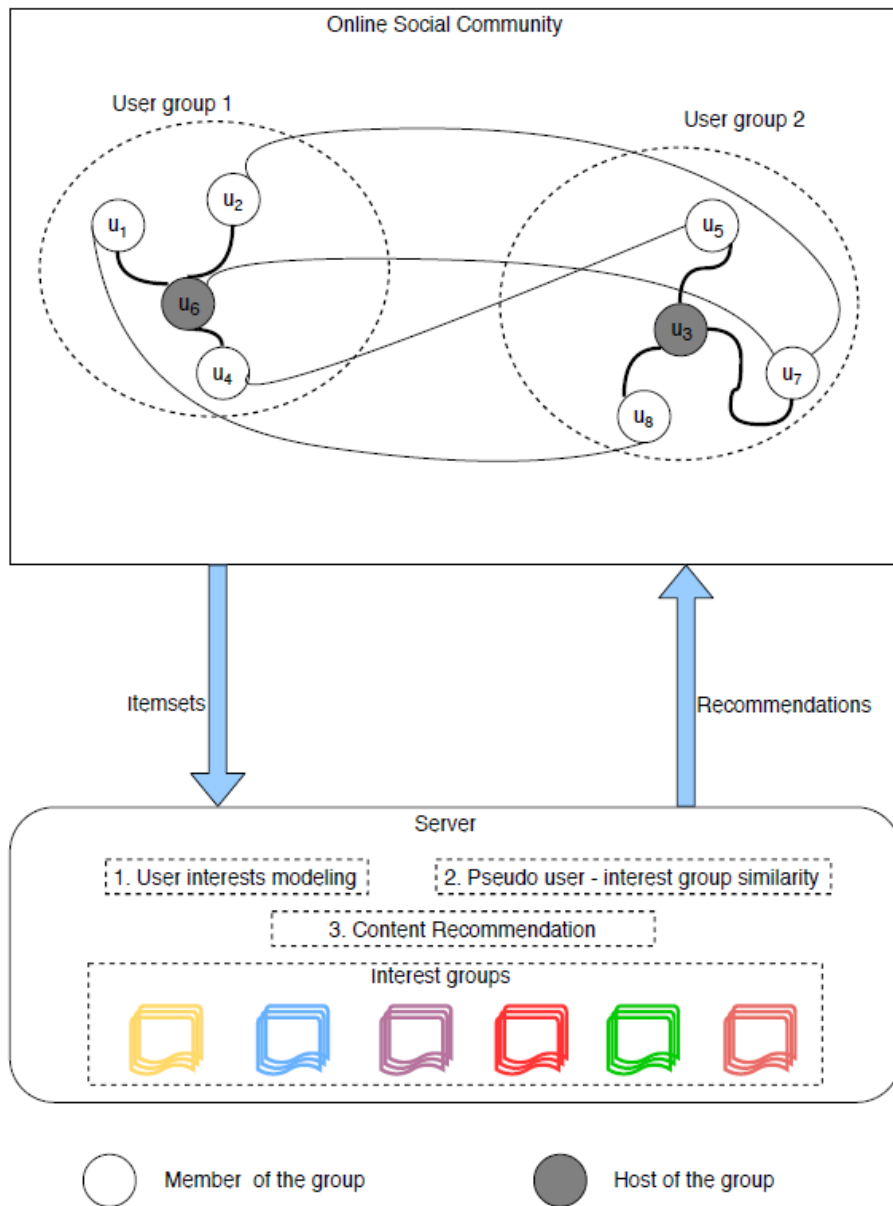 Online Social Community
User group 1
User group 2
u2
u1
u5
u6
u3
u4
u7
u8
Itemsets
Recommendations
Server
1. User interests modeling
2. Pseudo user - interest group similarity
3. Content Recommendation
Interest groups
Member of the group
Host of the group